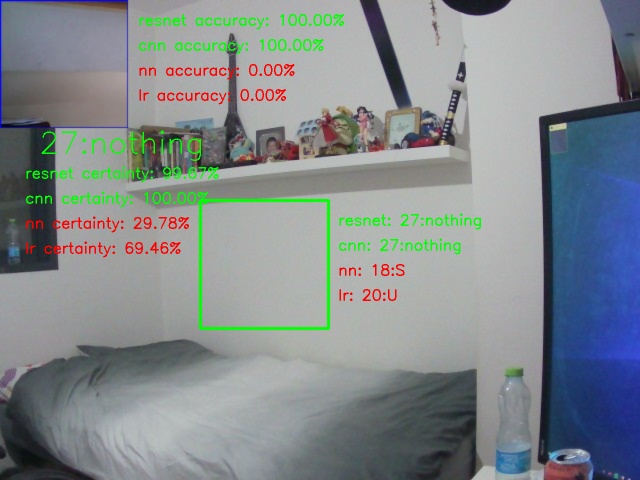 resnet accuracy: 100.00%
cnn accuracy: 100.00%
nn accuracy: 0.00%
lr accuracy: 0.00%
27:nothing
resnet certainty: 99.67%
cnn certainty: 100.00%
nn certainty: 29.78%
lr certainty: 69.46%
resnet: 27:nothing
cnn: 27:nothing
nn: 18:S
lr: 20:U